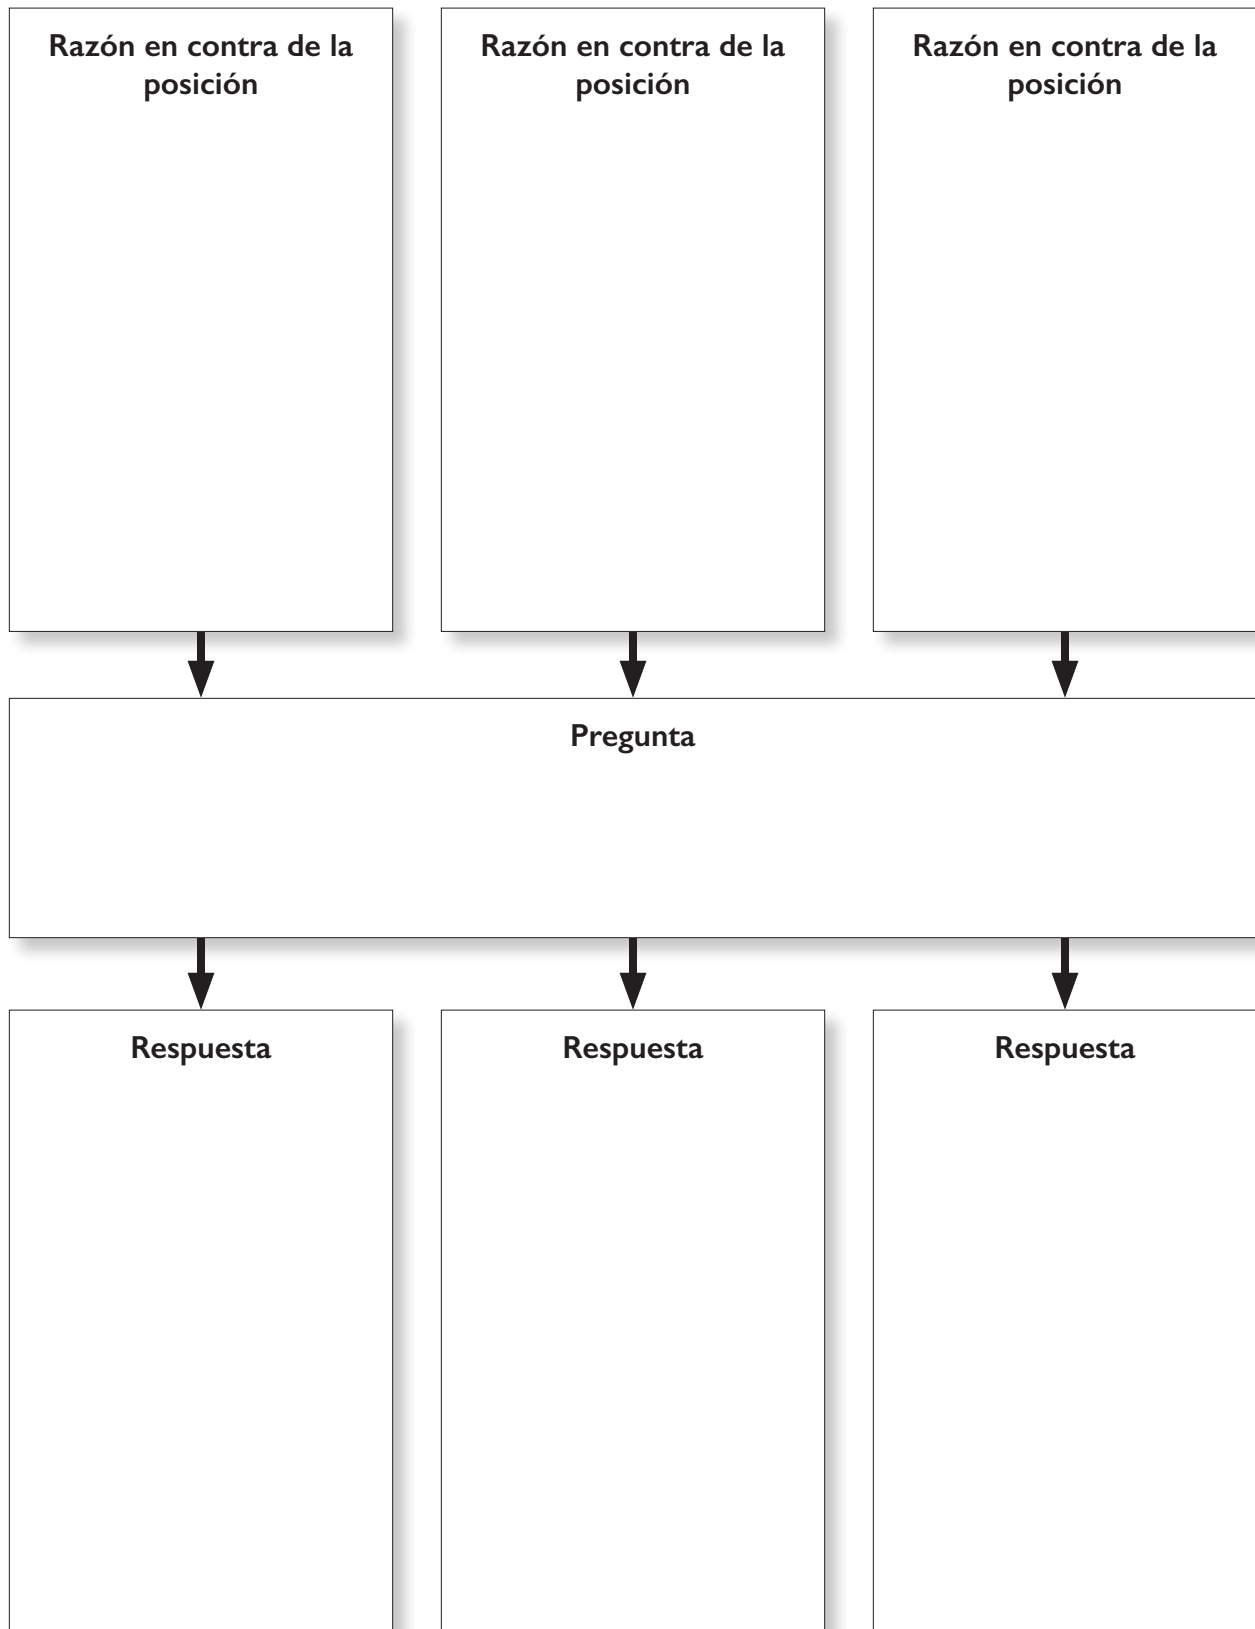 Razón en contra de la
posición
Razón en contra de la
posición
Razón en contra de la
posición
Pregunta
Respuesta
Respuesta
Respuesta